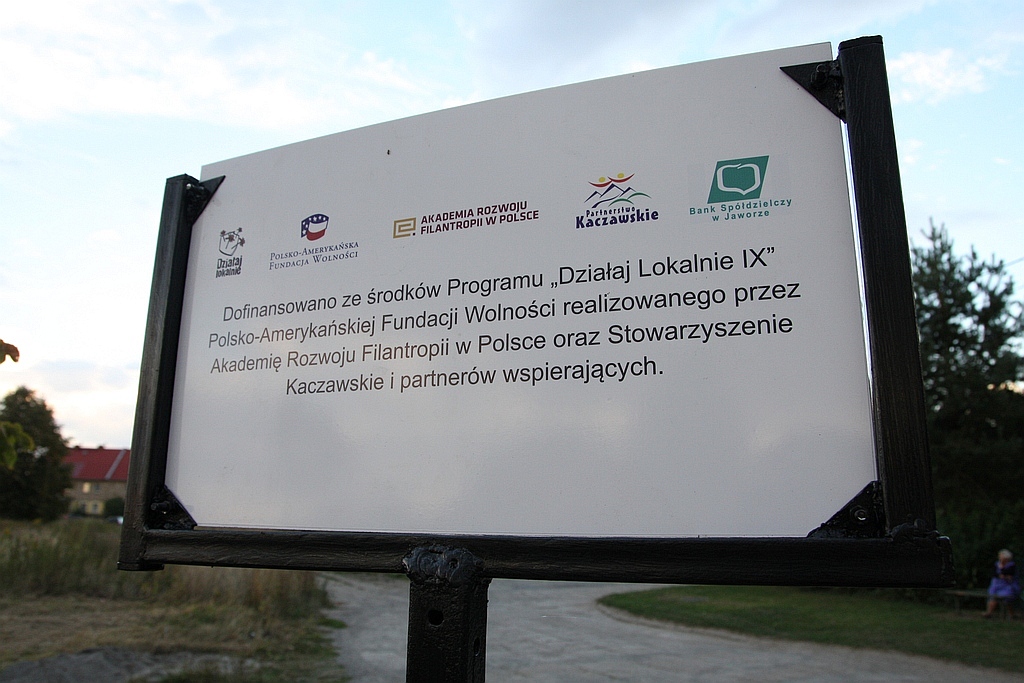 Działaj
lokalnie
Polsko-Amerykańska
Fundacja Wolności
AKADEMIA ROZWOJU
FILANTROPII W POLSCE
Partnerstwo
Kaczawskie
Bank Spółdzielczy
w Jaworze
Dofinansowano ze środków Programu „Działaj Lokalnie IX”
Polsko-Amerykańskiej Fundacji Wolności realizowanego przez
Akademię Rozwoju Filantropii w Polsce oraz Stowarzyszenie
Kaczawskie i partnerów wspierających.